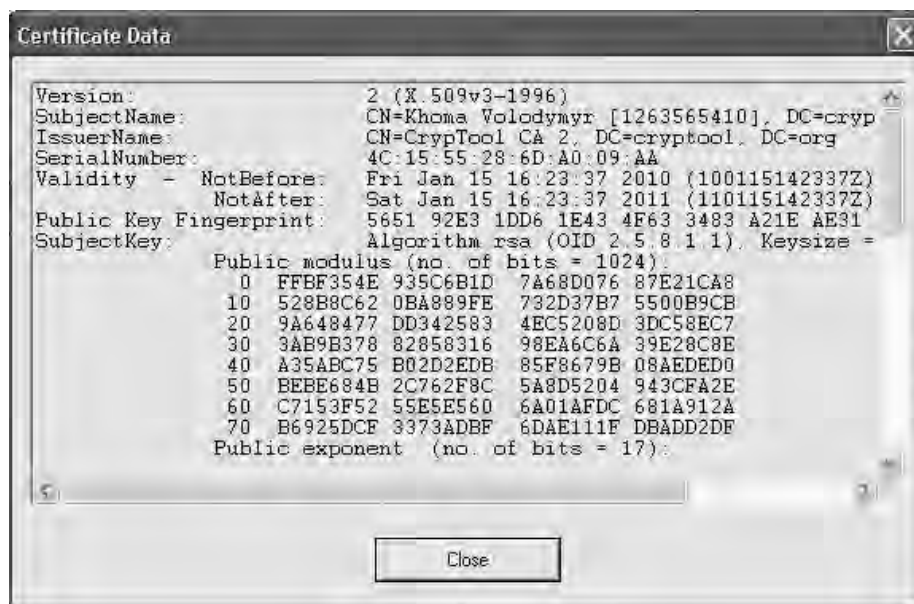 Certificate Data
Version: 2 (X.509v3-1996)
SubjectName: CN=Khoma Volodymyr [1263565410], DC=cryp
IssuerName: CN=CrypTool CA 2, DC=cryptool, DC=org
SerialNumber: 4C:15:55:28:6D:A0:09:AA
Validity - NotBefore: Fri Jan 15 16:23:37 2010 (100115142337Z)
NotAfter: Sat Jan 15 16:23:37 2011 (110115142337Z)
Public Key Fingerprint: 5651 92E3 1DD6 1E43 4F63 3483 A21E AE31
SubjectKey: Algorithm rsa (OID 2.5.8.1.1), Keysize =
Public modulus (no. of bits = 1024):
0 FFBF354E 935C6B1D 7A68D076 87E21CA8
10 528B8C62 0BA889FE 732D37B7 5500B9CB
20 9A648477 DD342583 4EC5208D 3DC58EC7
30 3AB9B378 82858316 98EA6C6A 39E28C8E
40 A35ABC75 B02D2EDB 85F8679B 08AEDED0
50 BEBE684B 2C762F8C 5A8D5204 943CFA2E
60 C7153F52 55E5E560 6A01AFDC 681A912A
70 B6925DCF 3373ADBF 6DAE111F DBADD2DF
Public exponent (no. of bits = 17):
Close